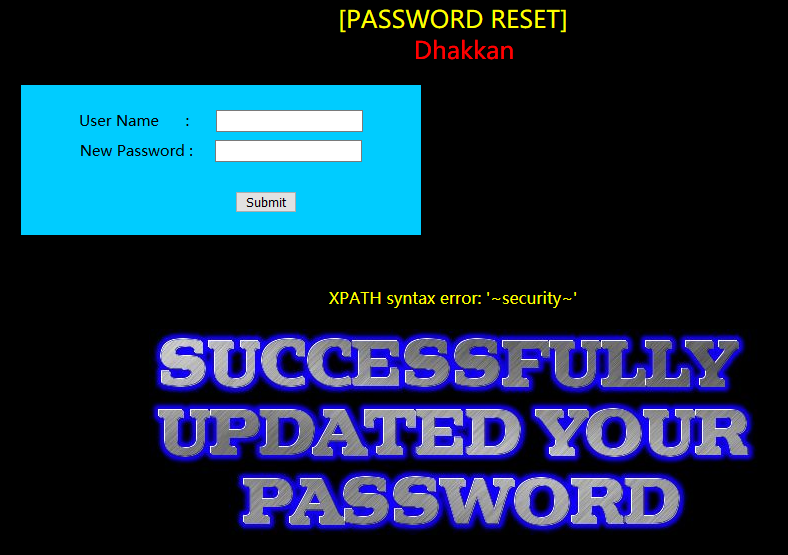 [PASSWORD RESET]
Dhakkan
User Name :
New Password :
Submit
XPATH syntax error: '~security~'
SUCCESSFULLY
UPDATED YOUR
PASSWORD